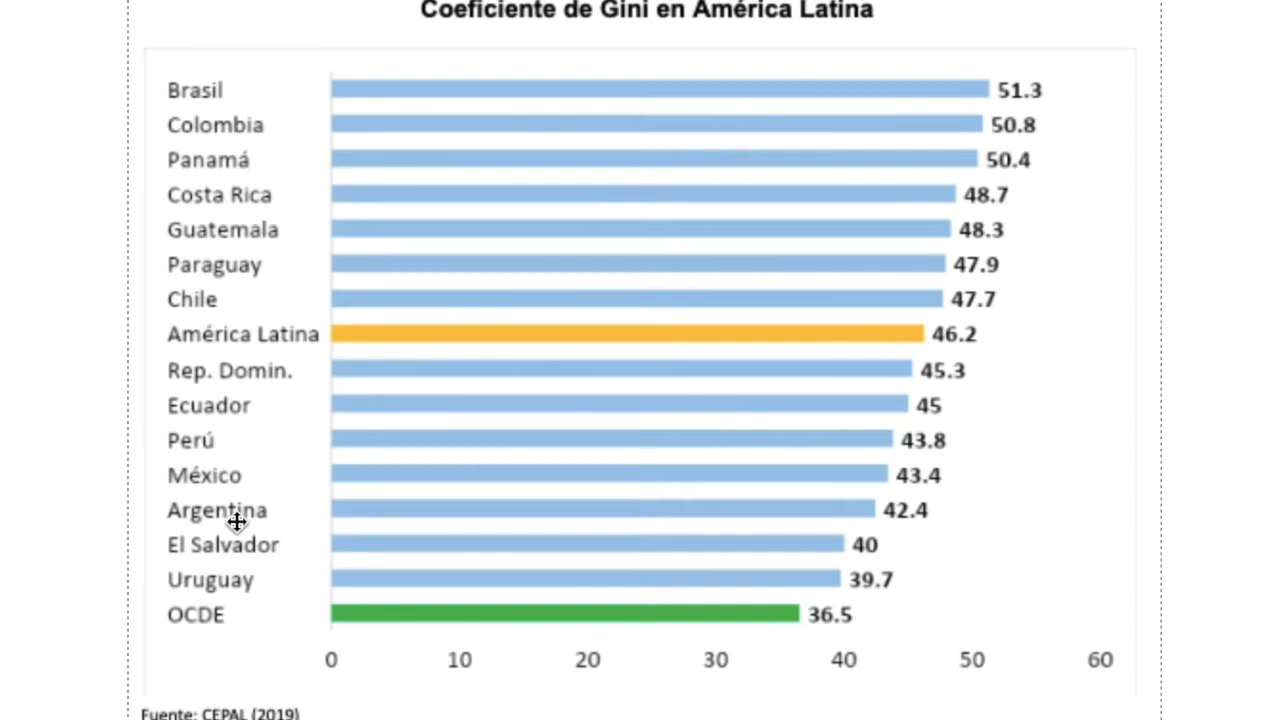 Coeficiente de Gini en América Latina
Brasil 51.3
Colombia 50.8
Panamá 50.4
Costa Rica 48.7
Guatemala 48.3
Paraguay 47.9
Chile 47.7
América Latina 46.2
Rep. Domin. 45.3
Ecuador 45
Perú 43.8
México 43.4
Argentina 42.4
El Salvador 40
Uruguay 39.7
OCDE 36.5
0 10 20 30 40 50 60
Fuente: CEPAL (2019)